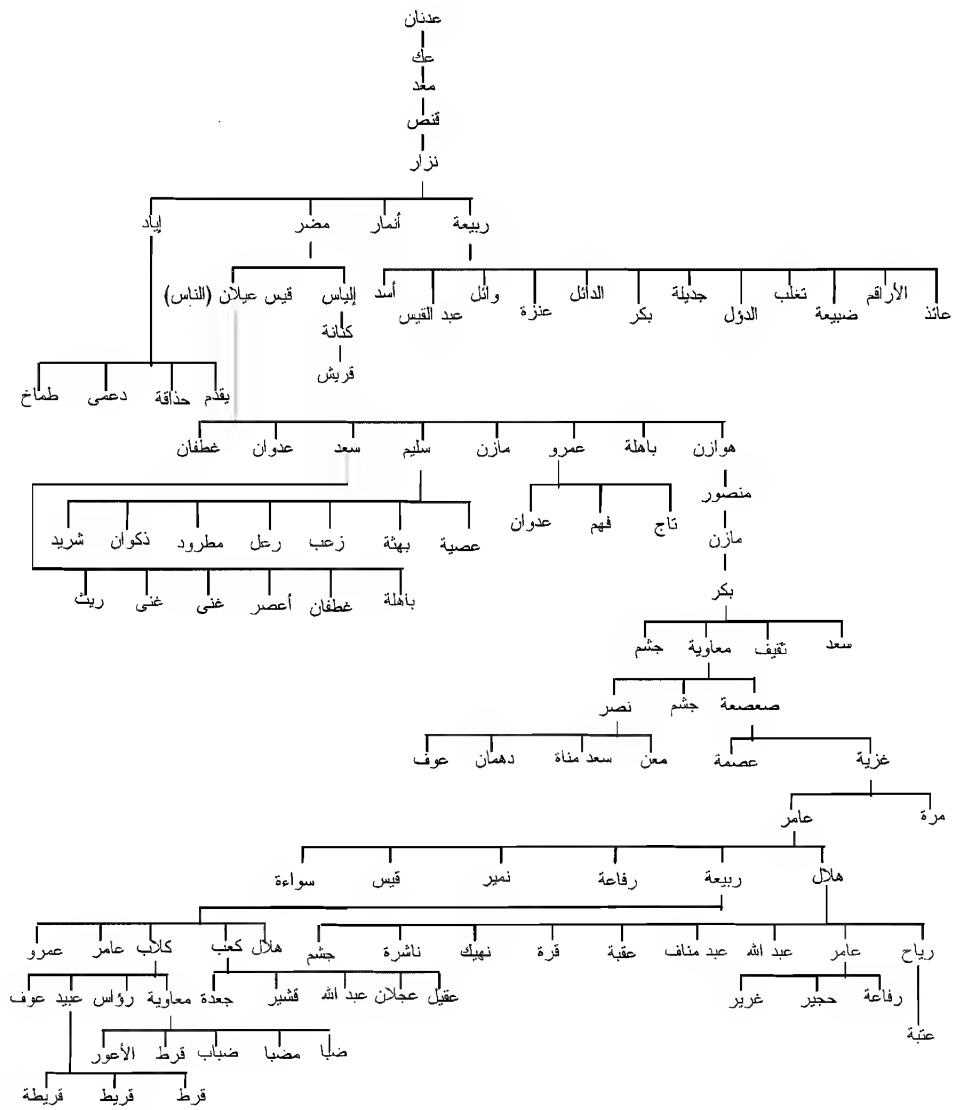 عدنان
عك
معد
قنص
نزار
ربيعة أنمار مضر إياد
عائذ الأراقم ضبيعة تغلب الدؤل جديلة بكر الدائل عنزة وائل عبد القيس أسد
إلياس قيس عيلان (الناس)
كنانة
قريش
يقدم حذاقة دعمى طماخ
هوازن باهلة عمرو مازن سليم سعد عدوان غطفان
منصور
تاج فهم عدوان
عصية بهثة زعب رعل مطرود ذكوان شريد
مازن
باهلة غطفان أعصر غنى غنى ريث
بكر
سعد ثقيف معاوية جشم
صعصعة جشم نصر
غزية عصمة
معن سعد مناة دهمان عوف
مرة عامر
هلال ربيعة رفاعة نمير قيس سواءة
رياح عامر عبد الله عبد مناف عقبة قرة نهيك ناشرة جشم
هلال كعب كلاب عامر عمرو
رفاعة حجير غرير
عقيل عجلان عبد الله قشير جعدة
معاوية رؤاس عبيد عوف
عتبة
ضبا مضبا ضباب قرط الأعور
قرط قريط قريطة